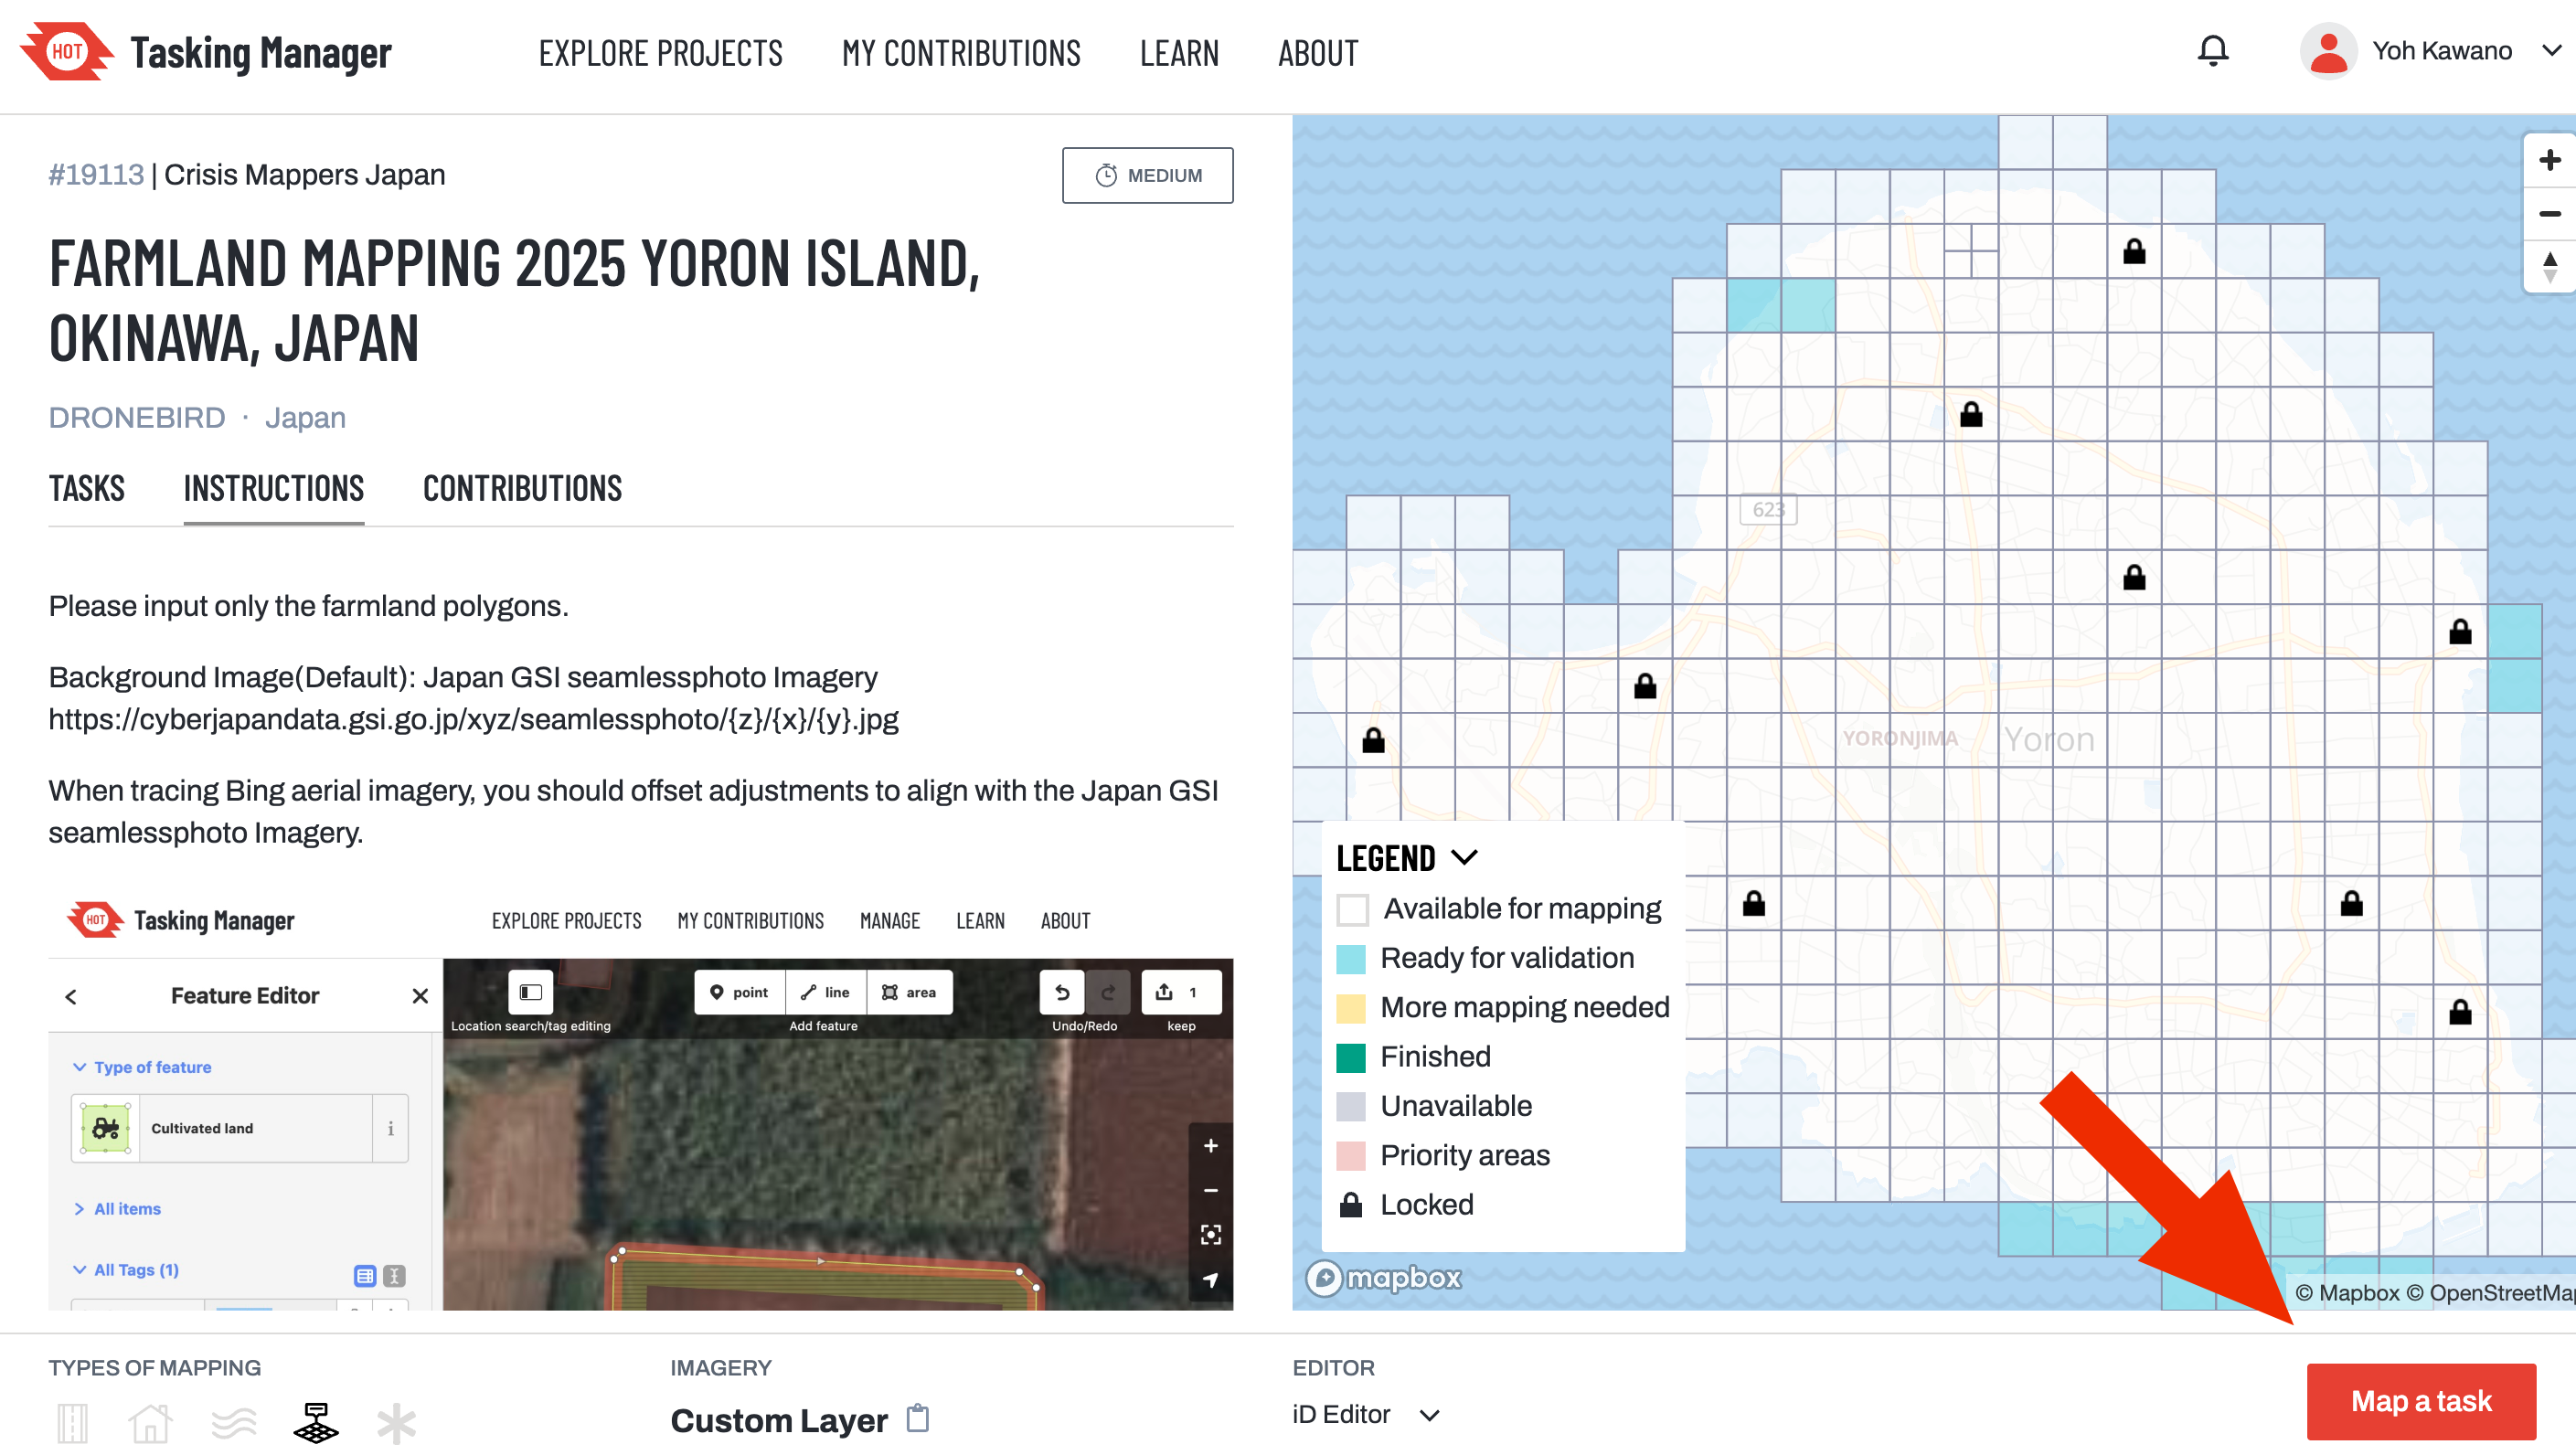 HOT Tasking Manager EXPLORE PROJECTS MY CONTRIBUTIONS LEARN ABOUT Yoh Kawano
#19113 | Crisis Mappers Japan MEDIUM
FARMLAND MAPPING 2025 YORON ISLAND,
OKINAWA, JAPAN
DRONEBIRD · Japan
TASKS INSTRUCTIONS CONTRIBUTIONS
Please input only the farmland polygons.
Background Image(Default): Japan GSI seamlessphoto Imagery
https://cyberjapandata.gsi.go.jp/xyz/seamlessphoto/{z}/{x}/{y}.jpg
When tracing Bing aerial imagery, you should offset adjustments to align with the Japan GSI
seamlessphoto Imagery.
HOT Tasking Manager EXPLORE PROJECTS MY CONTRIBUTIONS MANAGE LEARN ABOUT
Feature Editor
point line area 1
Location search/tag editing Add feature Undo/Redo keep
Type of feature
Cultivated land i
All items
All Tags (1)
623
YORONJIMA Yoron
LEGEND
Available for mapping
Ready for validation
More mapping needed
Finished
Unavailable
Priority areas
Locked
mapbox
© Mapbox © OpenStreetMap
TYPES OF MAPPING
IMAGERY
Custom Layer
EDITOR
iD Editor
Map a task